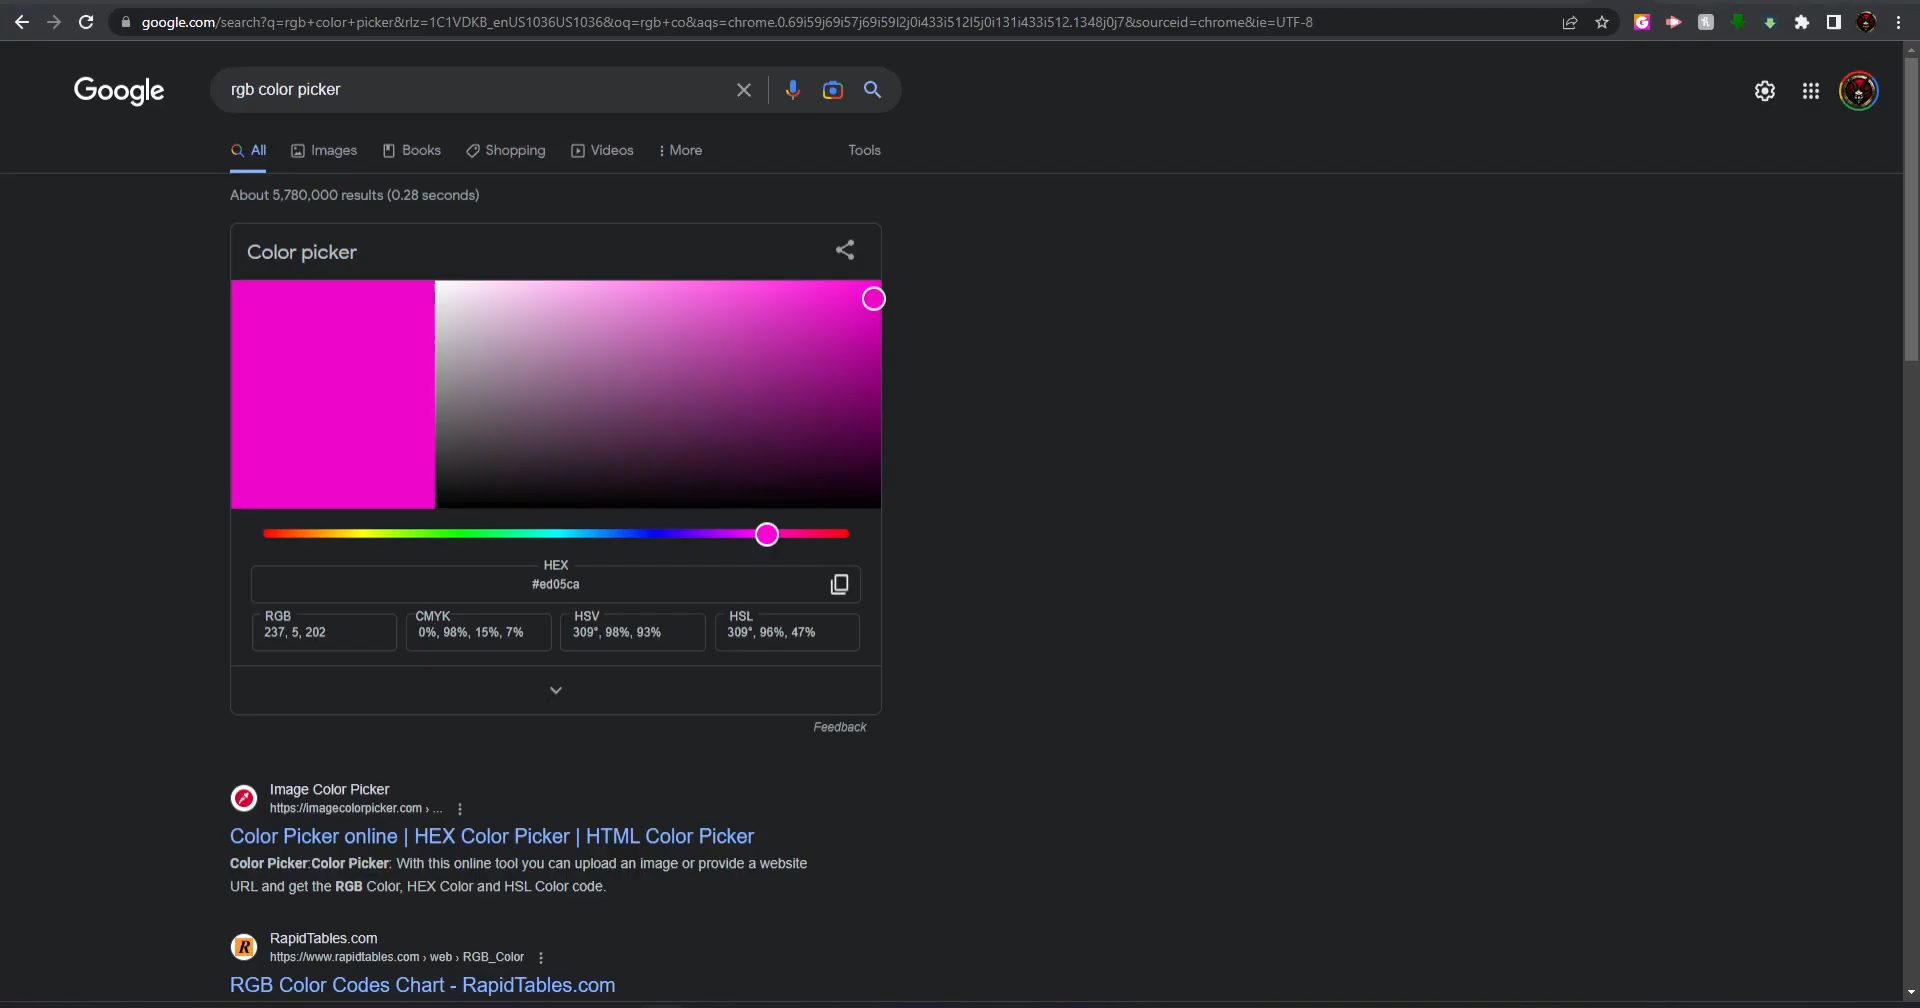 google.com/search?q=rgb+color+picker&rlz=1C1VDKB_enUS1036US1036&oq=rgb+co&aqs=chrome.0.69i59j69i57j69i59l2j0i433i512l5j0i131i433i512.1348j0j7&sourceid=chrome&ie=UTF-8
Google
rgb color picker
All Images Books Shopping Videos More Tools
About 5,780,000 results (0.28 seconds)
Color picker
HEX
#ed05ca
RGB CMYK HSV HSL
237, 5, 202 0%, 98%, 15%, 7% 309°, 98%, 93% 309°, 96%, 47%
Feedback
Image Color Picker
https://imagecolorpicker.com › ...
Color Picker online | HEX Color Picker | HTML Color Picker
Color Picker:Color Picker: With this online tool you can upload an image or provide a website
URL and get the RGB Color, HEX Color and HSL Color code.
R
RapidTables.com
https://www.rapidtables.com › web › RGB_Color
RGB Color Codes Chart - RapidTables.com